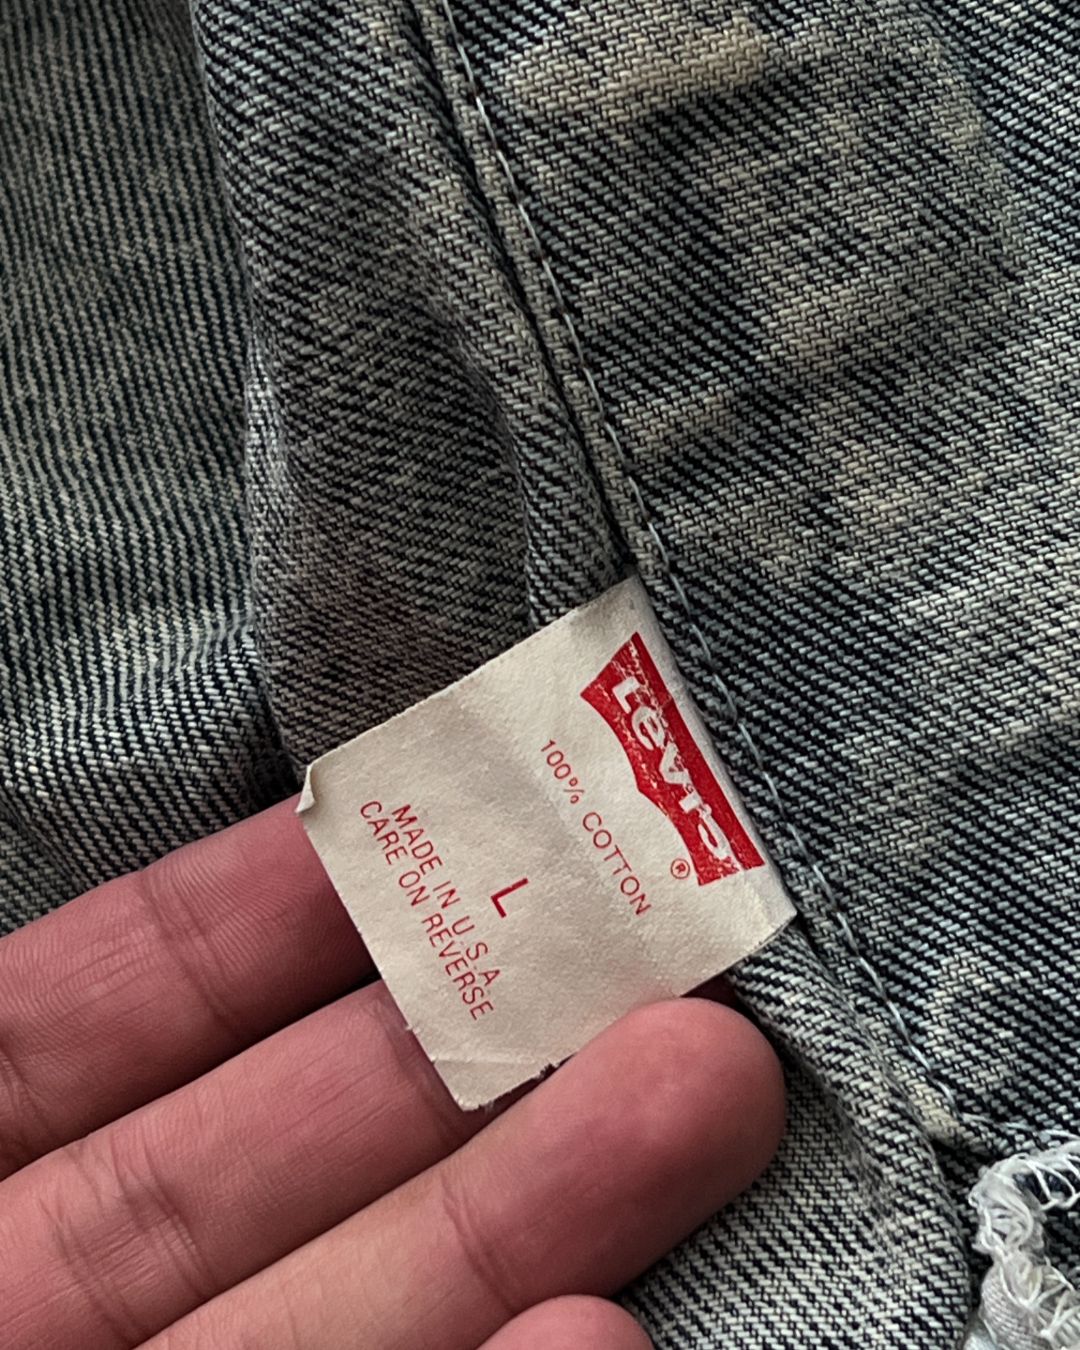 Levi's
®
100% COTTON
L
MADE IN U.S.A
CARE ON REVERSE